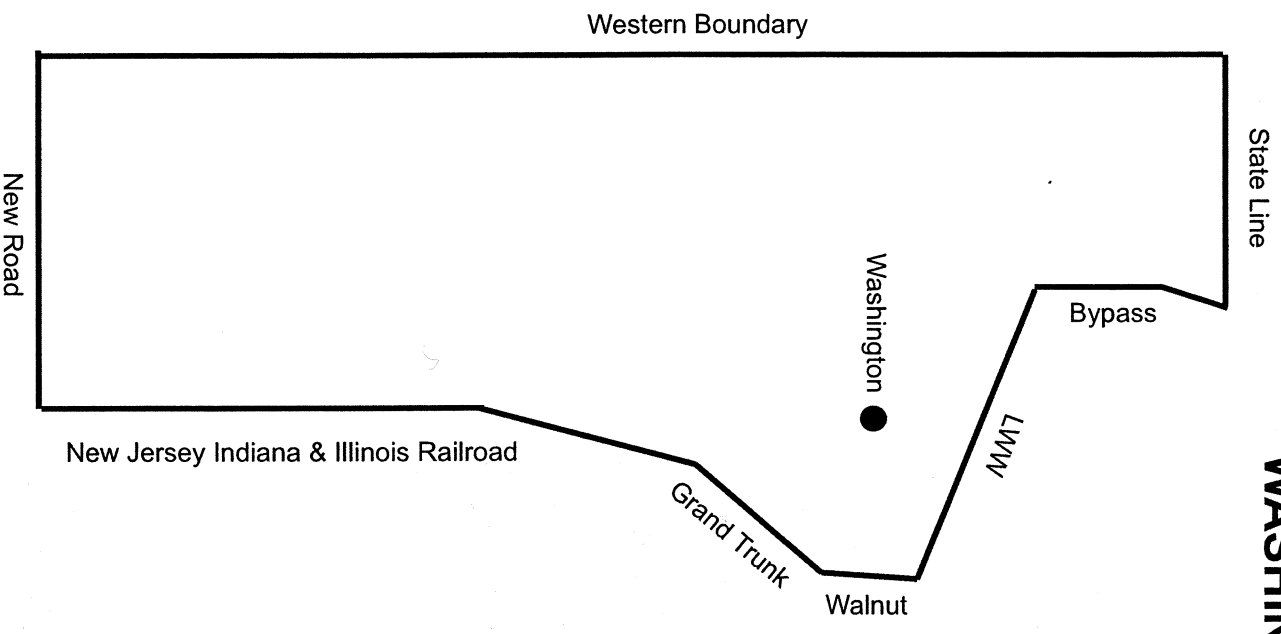 Western Boundary
New Road
State Line
Washington
Bypass
LWW
New Jersey Indiana & Illinois Railroad
Grand Trunk
Walnut